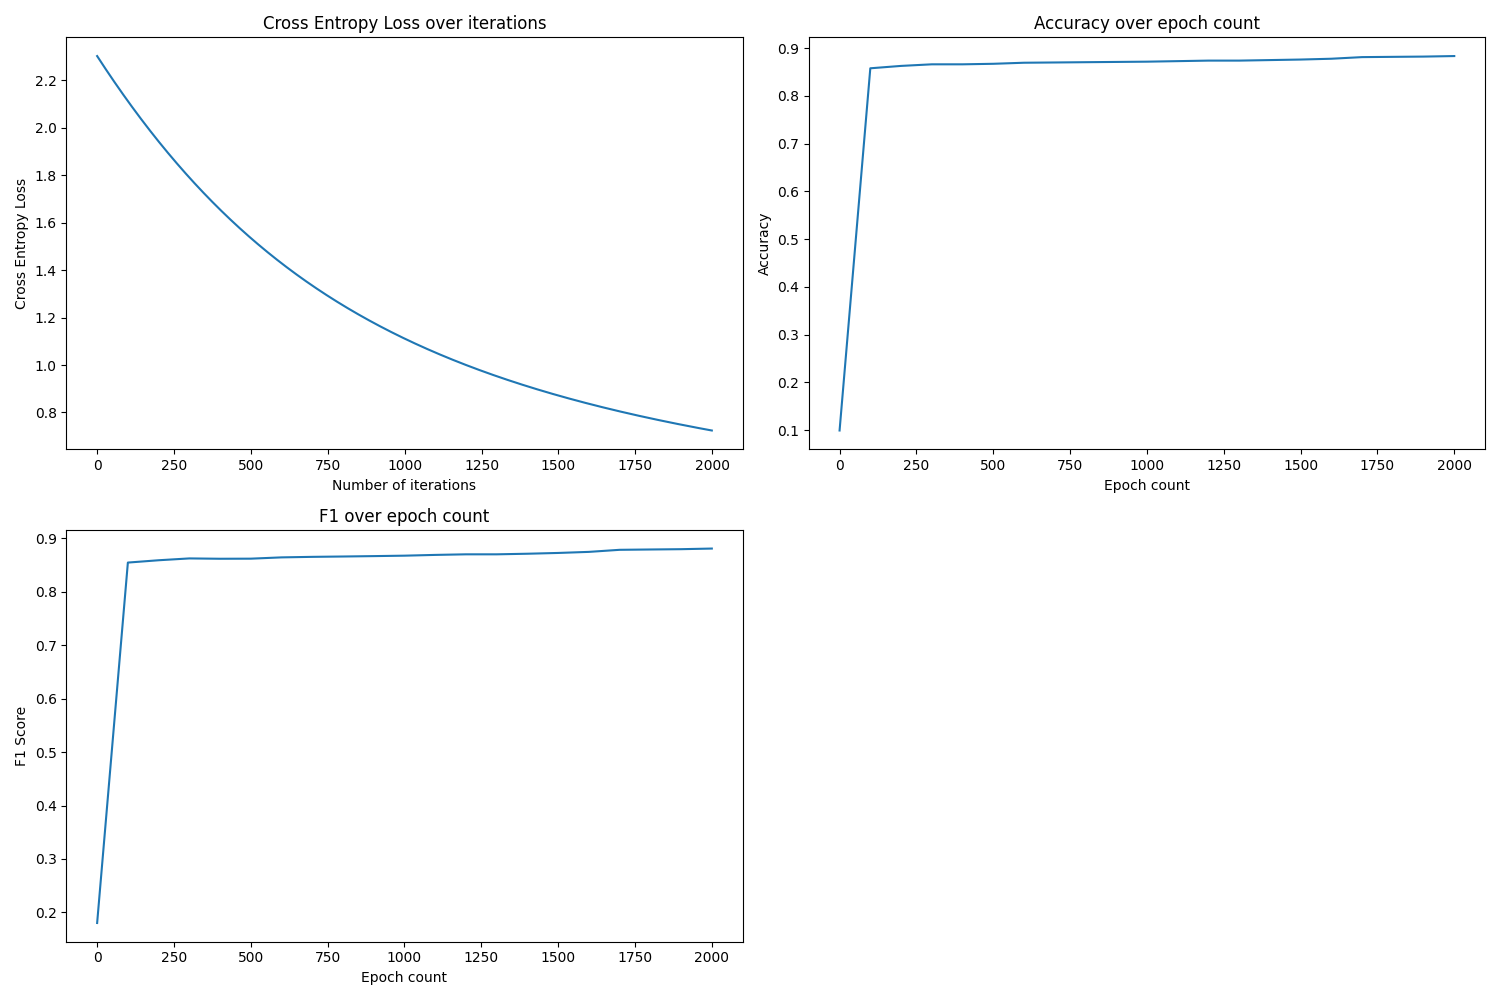 Cross Entropy Loss over iterations
Cross Entropy Loss
2.2
2.0
1.8
1.6
1.4
1.2
1.0
0.8
0 250 500 750 1000 1250 1500 1750 2000
Number of iterations
Accuracy over epoch count
Accuracy
0.9
0.8
0.7
0.6
0.5
0.4
0.3
0.2
0.1
0 250 500 750 1000 1250 1500 1750 2000
Epoch count
F1 over epoch count
F1 Score
0.9
0.8
0.7
0.6
0.5
0.4
0.3
0.2
0 250 500 750 1000 1250 1500 1750 2000
Epoch count